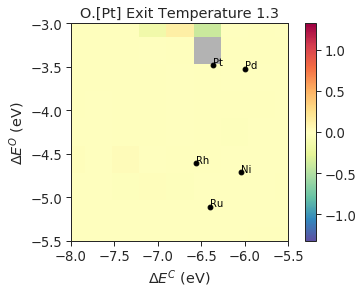 O.[Pt] Exit Temperature 1.3
−3.0
−3.5
−4.0
−4.5
−5.0
−5.5
ΔE^O (eV)
Pt
Pd
Rh
Ni
Ru
−8.0 −7.5 −7.0 −6.5 −6.0 −5.5
ΔE^C (eV)
1.0
0.5
0.0
−0.5
−1.0